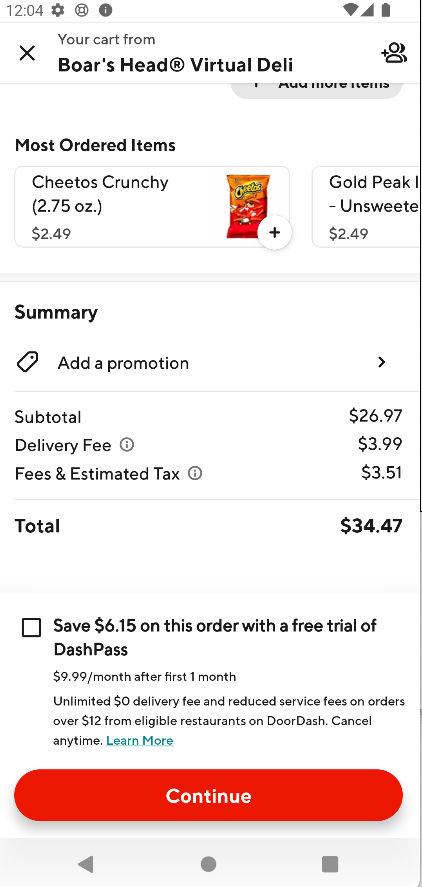 12:04
Your cart from
Boar's Head® Virtual Deli
Add more items
Most Ordered Items
Cheetos Crunchy
(2.75 oz.)
$2.49
Gold Peak
- Unsweete
$2.49
Summary
Add a promotion
Subtotal $26.97
Delivery Fee $3.99
Fees & Estimated Tax $3.51
Total $34.47
Save $6.15 on this order with a free trial of
DashPass
$9.99/month after first 1 month
Unlimited $0 delivery fee and reduced service fees on orders
over $12 from eligible restaurants on DoorDash. Cancel
anytime. Learn More
Continue